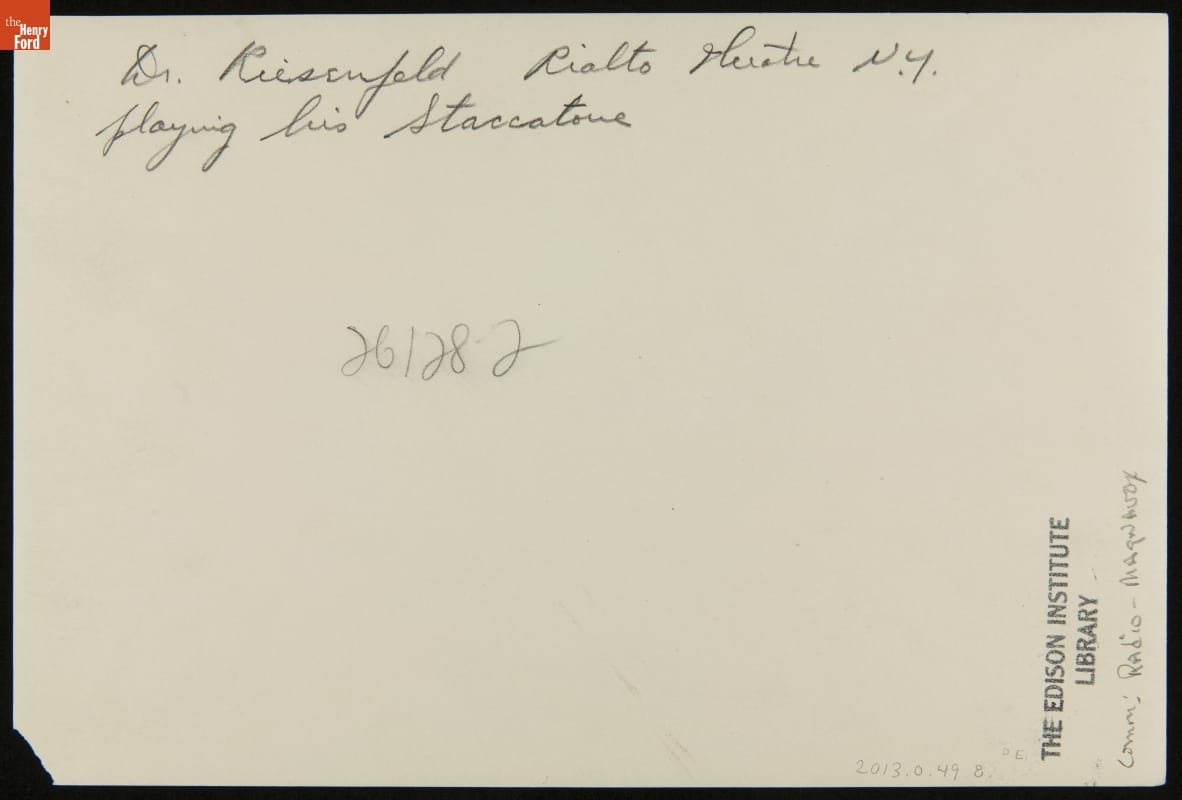 the
Henry
Ford
Dr. Riesenfeld Rialto Theatre N.Y.
playing his Staccatone
26128-2
THE EDISON INSTITUTE
LIBRARY
Comm: Radio -
2013.0.49 8.